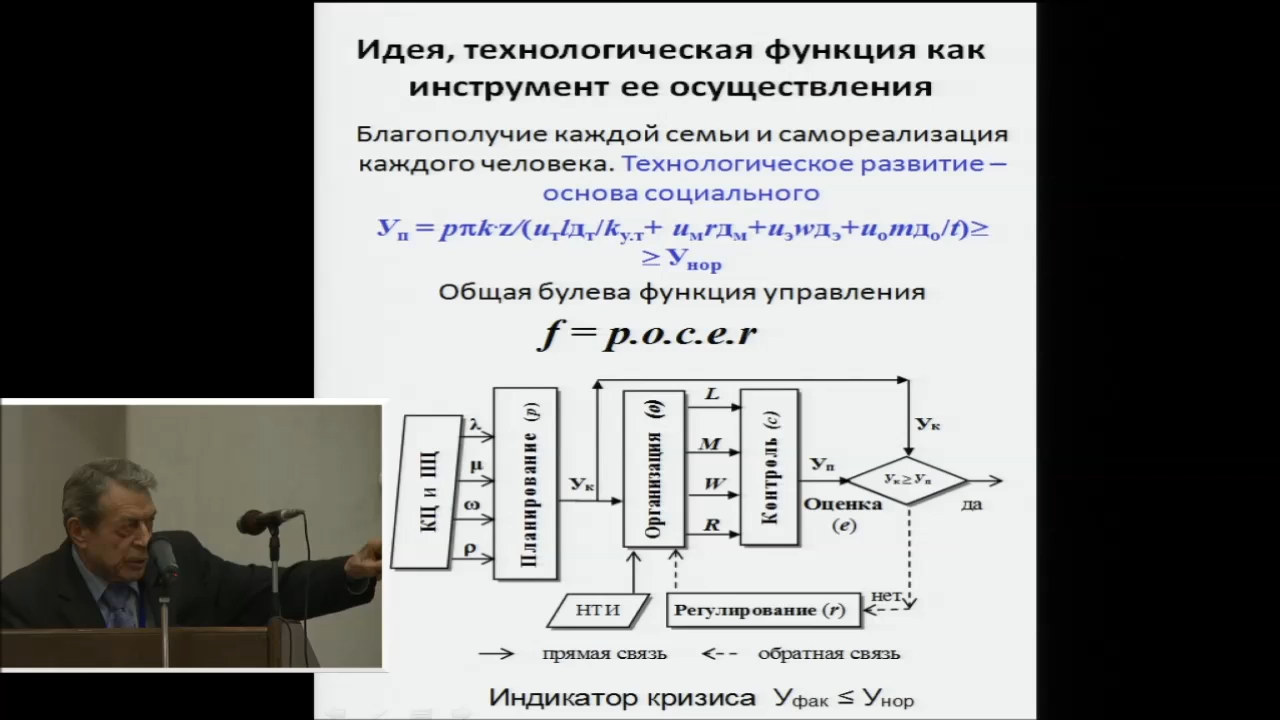 Идея, технологическая функция как
инструмент ее осуществления
Благополучие каждой семьи и самореализация
каждого человека. Технологическое развитие –
основа социального
Уп = pπk·z/(uтlдт/kу.т+ uмrдм+uэwдэ+uоmдо/t)≥
≥ Унор
Общая булева функция управления
f = p.o.c.e.r
КЦ и ПЦ
λ
μ
ω
ρ
Планирование (p)
Ук
Организация (о)
L
M
W
R
Контроль (с)
Уп
Оценка
(е)
Ук
Ук ≥ Уп
да
нет
НТИ
Регулирование (r)
прямая связь
обратная связь
Индикатор кризиса Уфак ≤ Унор